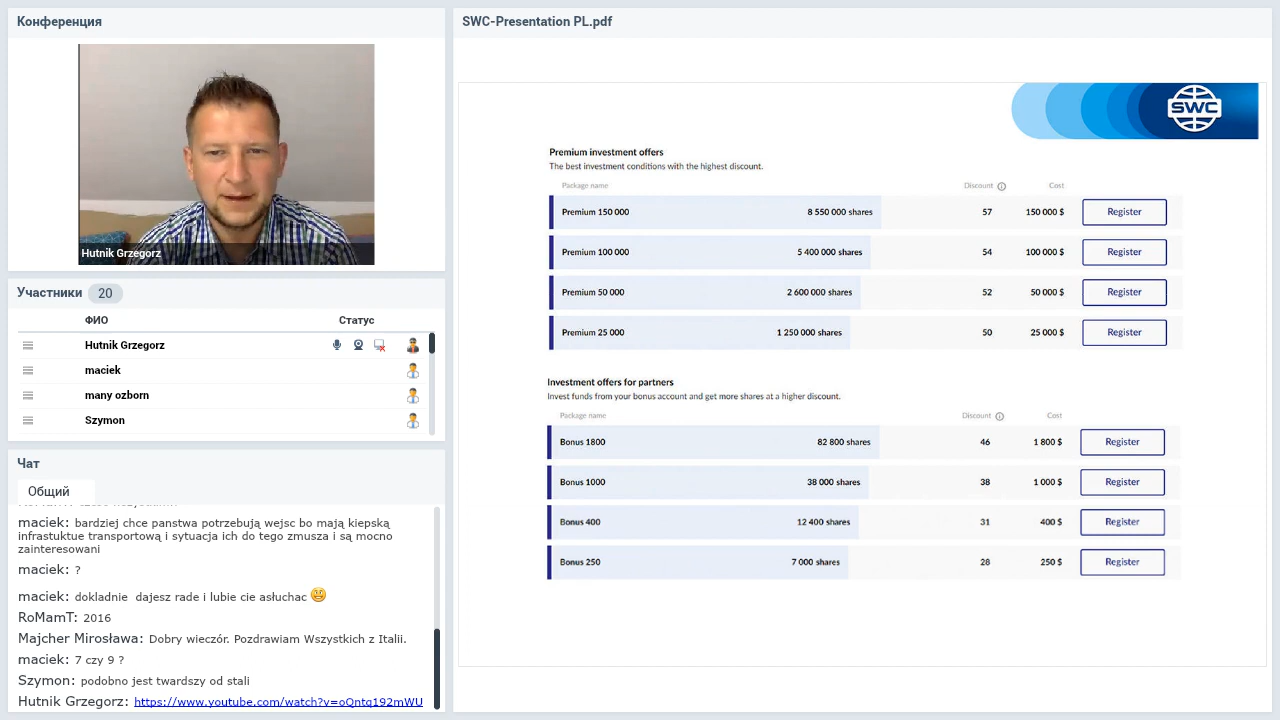 Конференция
Hutnik Grzegorz
Участники 20
ФИО Статус
Hutnik Grzegorz
maciek
many ozborn
Szymon
Чат
Общий
maciek: bardziej chce panstwa potrzebują wejsc bo mają kiepską
infrastuktue transportową i sytuacja ich do tego zmusza i są mocno
zainteresowani
maciek: ?
maciek: dokladnie dajesz rade i lubie cie asłuchac
RoMamT: 2016
Majcher Mirosława: Dobry wieczór. Pozdrawiam Wszystkich z Italii.
maciek: 7 czy 9 ?
Szymon: podobno jest twardszy od stali
Hutnik Grzegorz: https://www.youtube.com/watch?v=oQntq192mWU
SWC-Presentation PL.pdf
SWC
Premium investment offers
The best investment conditions with the highest discount.
Package name Discount Cost
Premium 150 000 8 550 000 shares 57 150 000 $ Register
Premium 100 000 5 400 000 shares 54 100 000 $ Register
Premium 50 000 2 600 000 shares 52 50 000 $ Register
Premium 25 000 1 250 000 shares 50 25 000 $ Register
Investment offers for partners
Invest funds from your bonus account and get more shares at a higher discount.
Package name Discount Cost
Bonus 1800 82 800 shares 46 1 800 $ Register
Bonus 1000 38 000 shares 38 1 000 $ Register
Bonus 400 12 400 shares 31 400 $ Register
Bonus 250 7 000 shares 28 250 $ Register